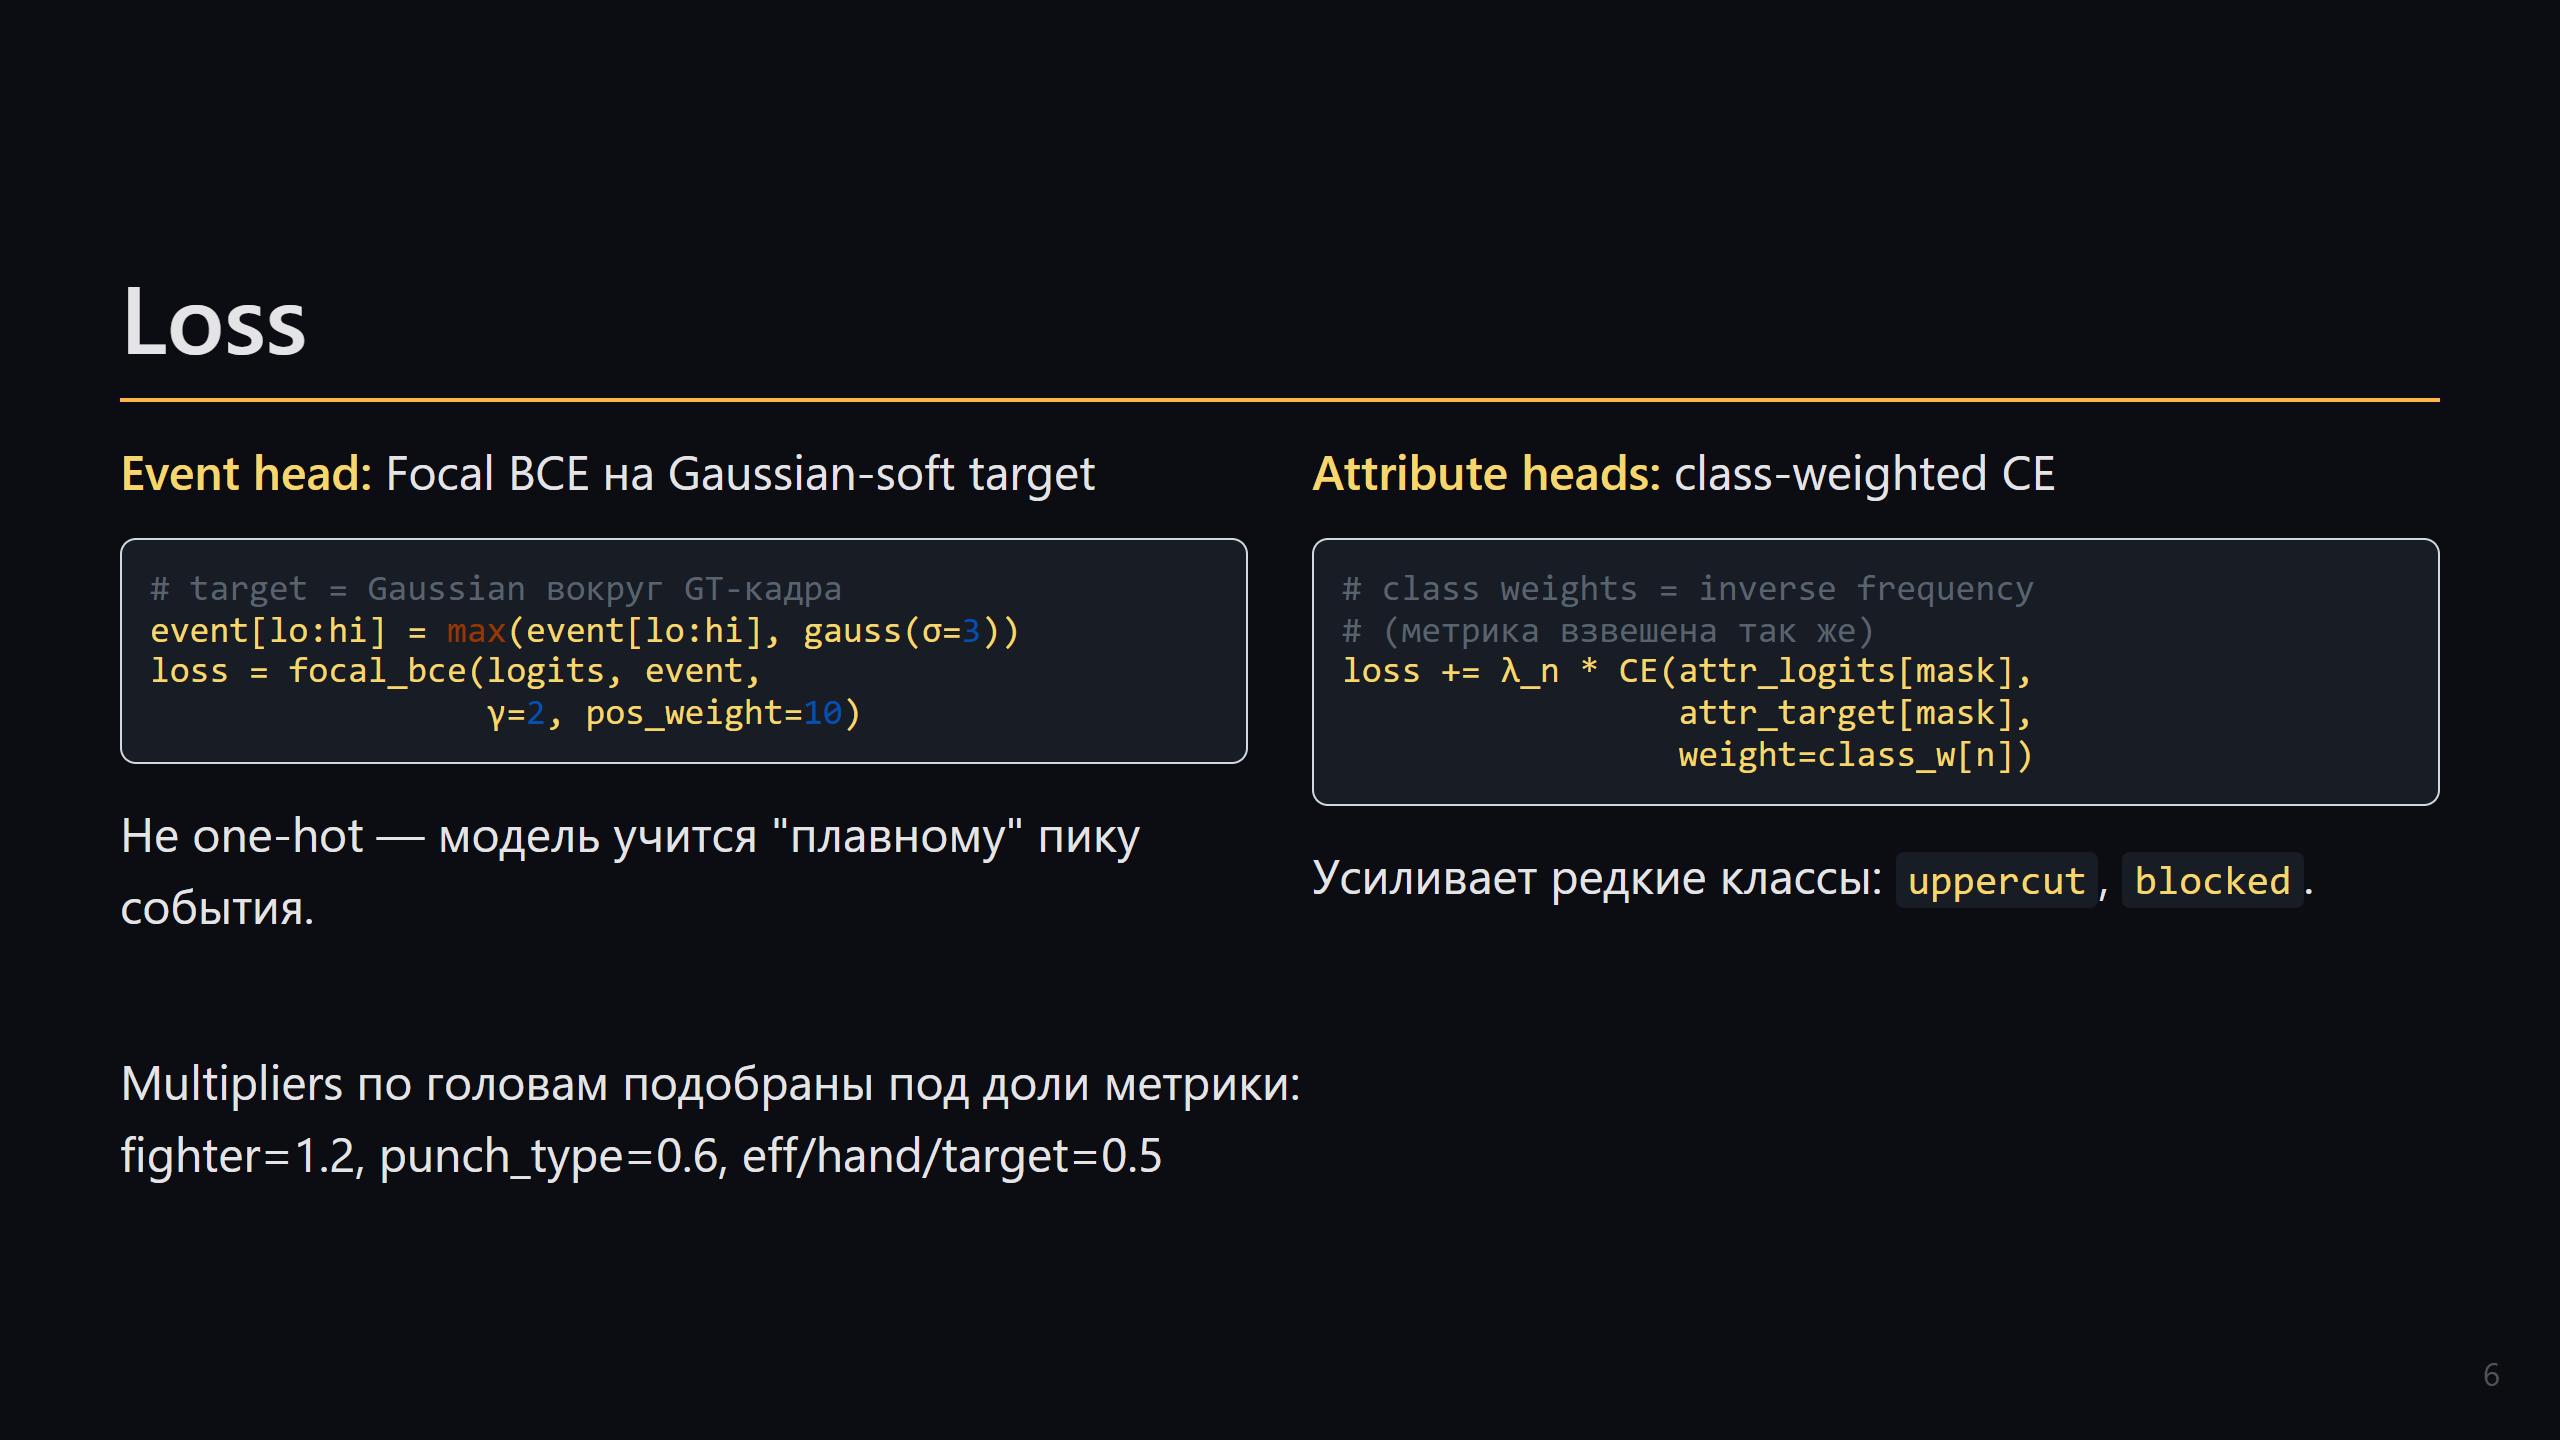 Loss
Event head: Focal BCE на Gaussian-soft target
# target = Gaussian вокруг GT-кадра
event[lo:hi] = max(event[lo:hi], gauss(σ=3))
loss = focal_bce(logits, event,
                 γ=2, pos_weight=10)
Не one-hot — модель учится "плавному" пику
события.
Attribute heads: class-weighted CE
# class weights = inverse frequency
# (метрика взвешена так же)
loss += λ_n * CE(attr_logits[mask],
                 attr_target[mask],
                 weight=class_w[n])
Усиливает редкие классы: uppercut, blocked.
Multipliers по головам подобраны под доли метрики:
fighter=1.2, punch_type=0.6, eff/hand/target=0.5
6